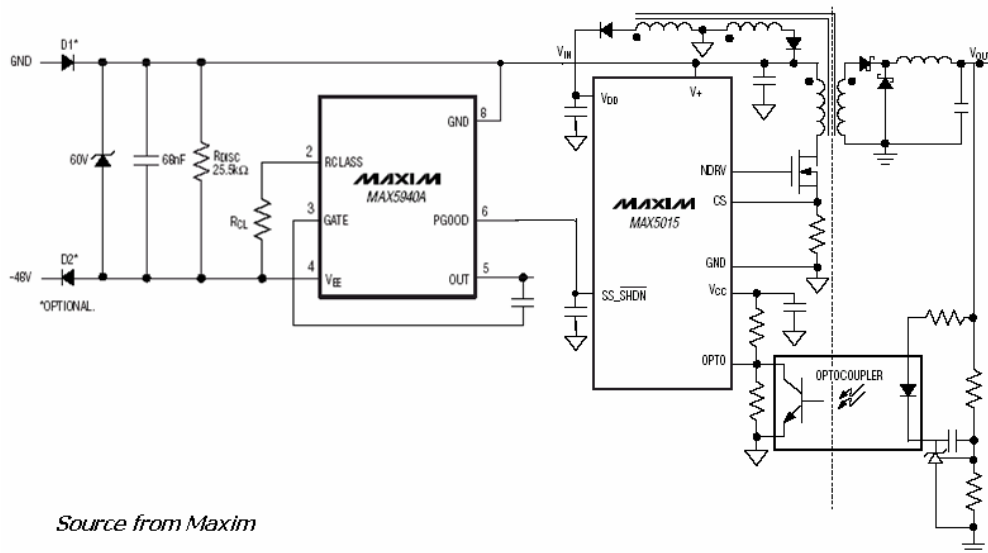 GND
D1*
60V
68nF
RDISC
25.5kΩ
RCL
-48V
D2*
*OPTIONAL.
GND
8
2
RCLASS
MAXIM
MAX5940A
3
GATE
PGOOD
6
4
VEE
OUT
5
VIN
VDD
V+
NDRV
MAXIM
MAX5015
CS
GND
VCC
SS_SHDN
OPTO
OPTOCOUPLER
VOUT
Source from Maxim